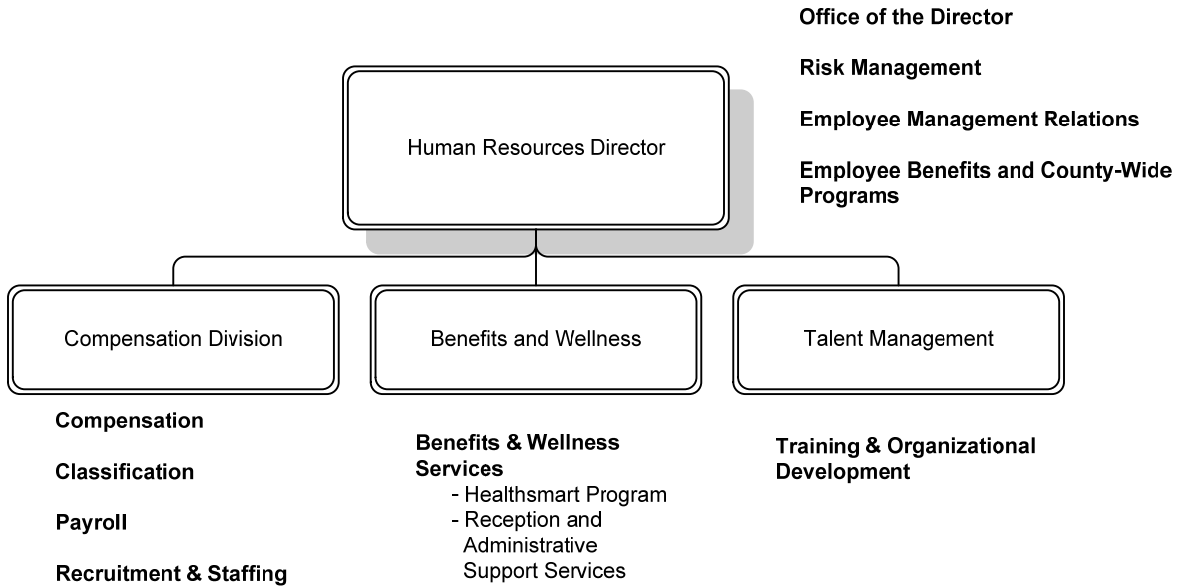 Office of the Director
Risk Management
Employee Management Relations
Employee Benefits and County-Wide
Programs
Human Resources Director
Compensation Division
Benefits and Wellness
Talent Management
Compensation
Classification
Payroll
Recruitment & Staffing
Benefits & Wellness
Services
- Healthsmart Program
- Reception and
Administrative
Support Services
Training & Organizational
Development